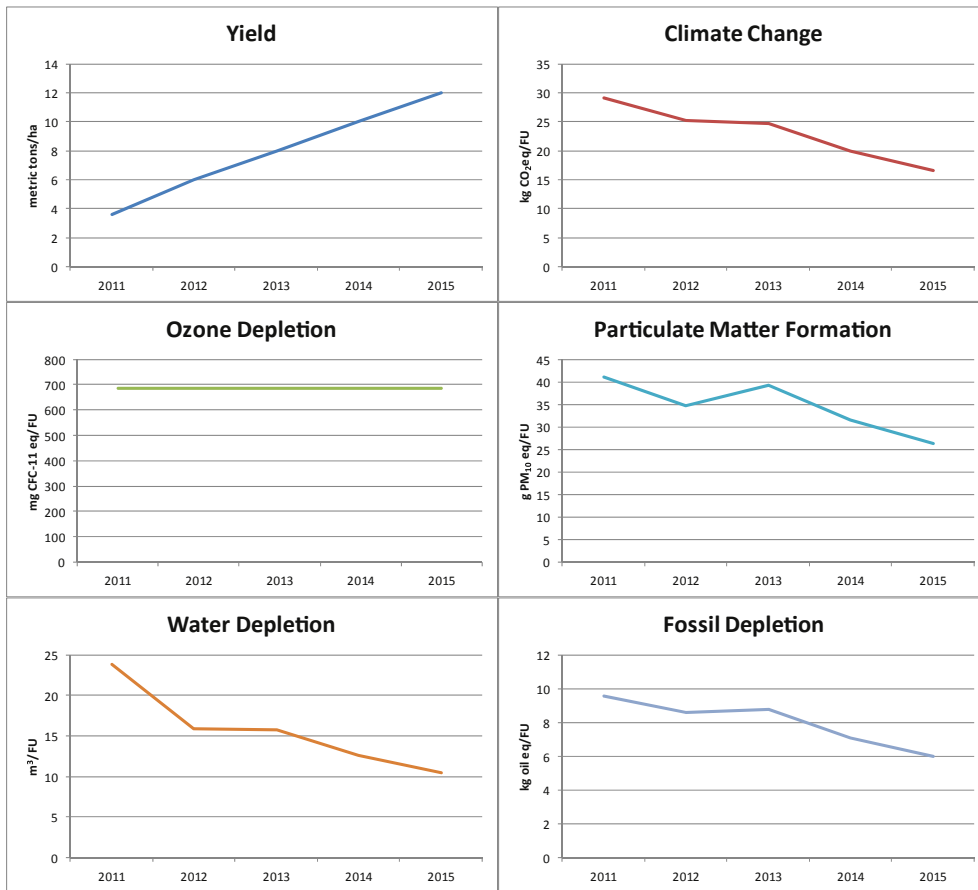 Yield
metric tons/ha
14
12
10
8
6
4
2
0
2011 2012 2013 2014 2015
Climate Change
kg CO₂eq/FU
35
30
25
20
15
10
5
0
2011 2012 2013 2014 2015
Ozone Depletion
mg CFC-11 eq/FU
800
700
600
500
400
300
200
100
0
2011 2012 2013 2014 2015
Particulate Matter Formation
g PM₁₀ eq/FU
45
40
35
30
25
20
15
10
5
0
2011 2012 2013 2014 2015
Water Depletion
m³/FU
25
20
15
10
5
0
2011 2012 2013 2014 2015
Fossil Depletion
kg oil eq/FU
12
10
8
6
4
2
0
2011 2012 2013 2014 2015